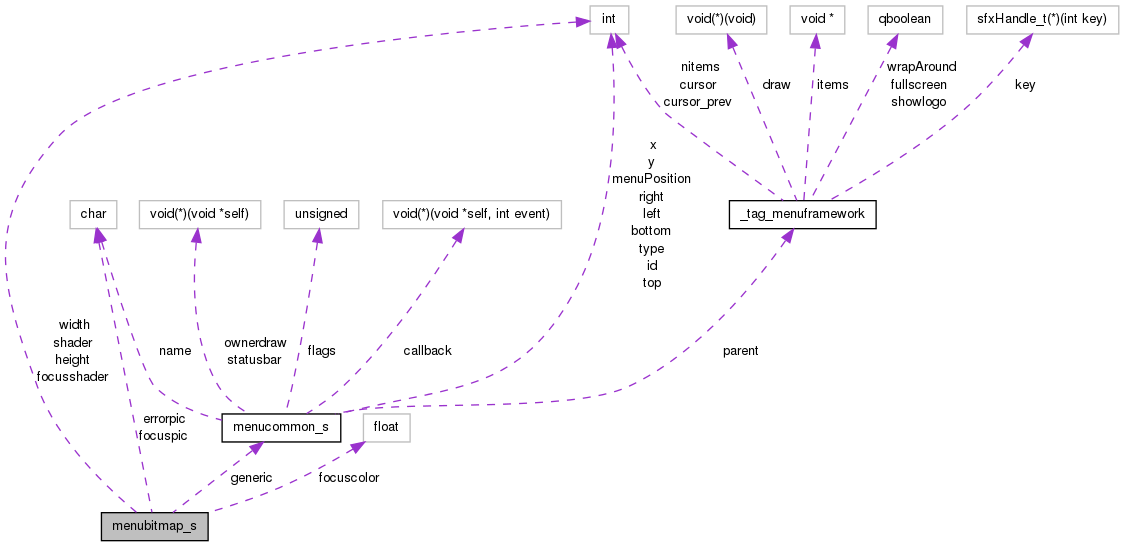 int
void(*)(void)
void *
qboolean
sfxHandle_t(*)(int key)
nitems
cursor
cursor_prev
draw
items
wrapAround
fullscreen
showlogo
key
x
y
menuPosition
right
left
bottom
type
id
top
char
void(*)(void *self)
unsigned
void(*)(void *self, int event)
_tag_menuframework
width
shader
height
focusshader
name
ownerdraw
statusbar
flags
callback
parent
errorpic
focuspic
menucommon_s
float
generic
focuscolor
menubitmap_s